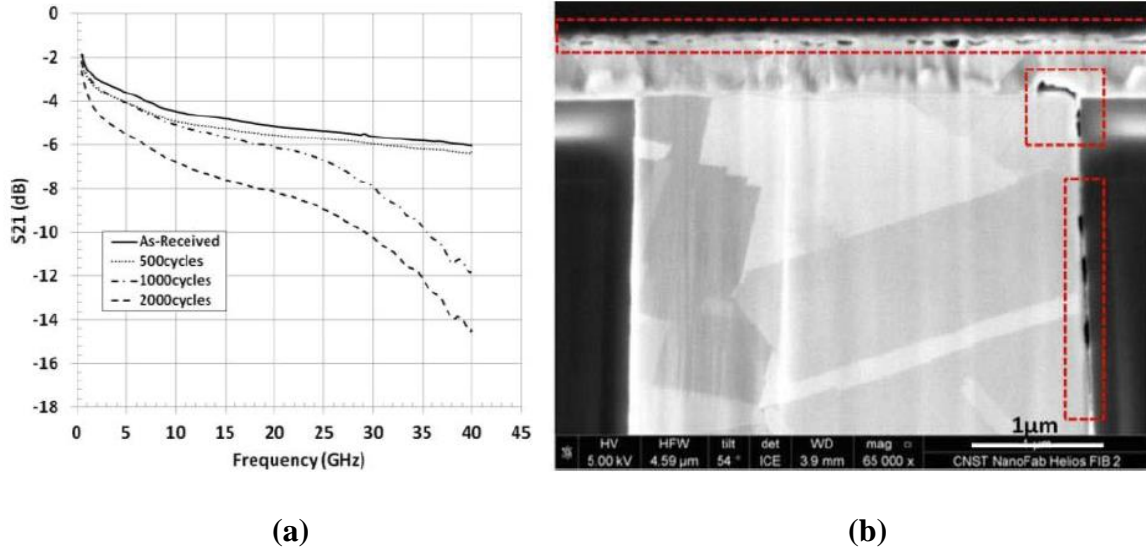 0
-2
-4
-6
-8
-10
-12
-14
-16
-18
S21 (dB)
As-Received
500cycles
1000cycles
2000cycles
0 5 10 15 20 25 30 35 40 45
Frequency (GHz)
1μm
HV HFW tilt det WD mag □
5.00 kV 4.59 μm 54 ° ICE 3.9 mm 65 000 x CNST NanoFab Helios FIB 2
(a) (b)